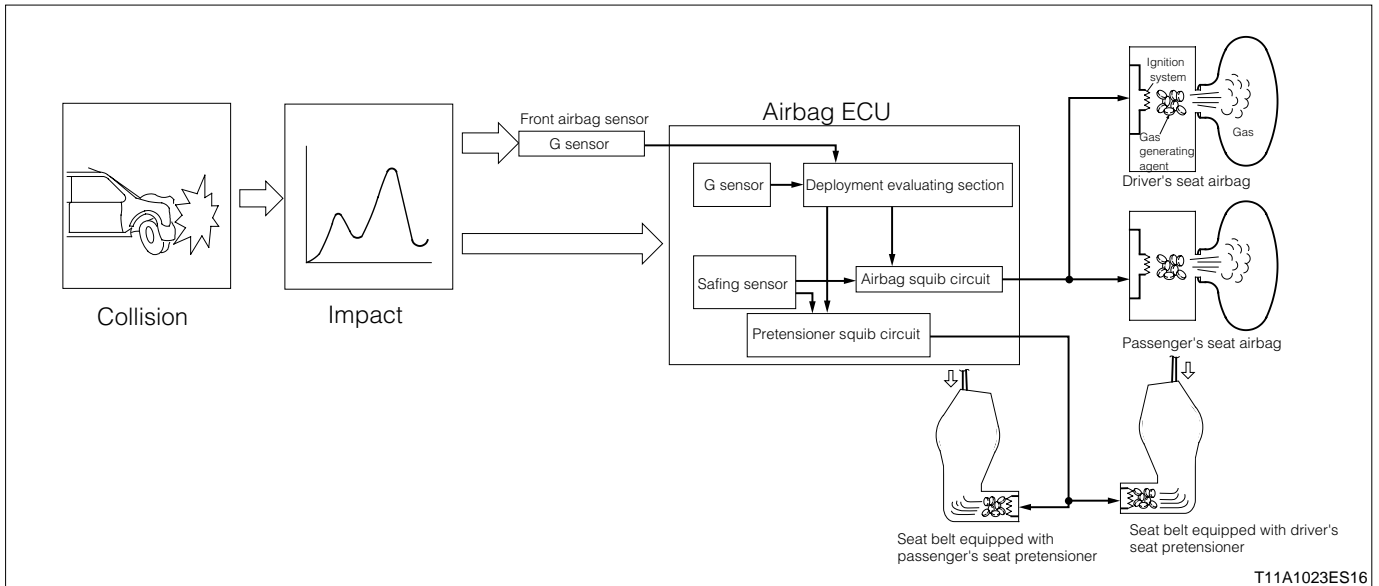 Collision
Impact
Front airbag sensor
G sensor
Airbag ECU
G sensor
Deployment evaluating section
Safing sensor
Airbag squib circuit
Pretensioner squib circuit
Ignition
system
Gas
generating
agent
Gas
Driver's seat airbag
Passenger's seat airbag
Seat belt equipped with
passenger's seat pretensioner
Seat belt equipped with driver's
seat pretensioner
T11A1023ES16